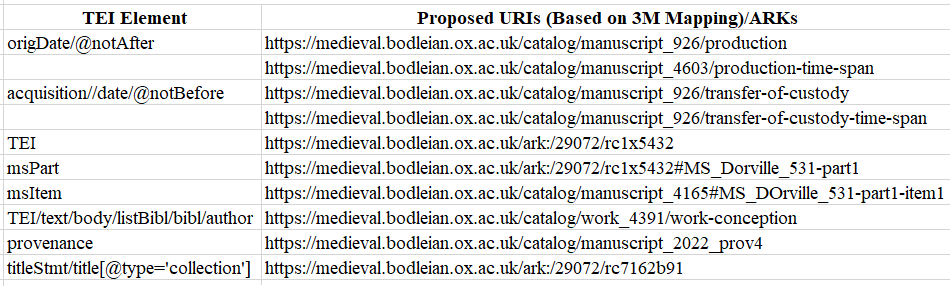 TEI Element Proposed URIs (Based on 3M Mapping)/ARKs
origDate/@notAfter https://medieval.bodleian.ox.ac.uk/catalog/manuscript_926/production
https://medieval.bodleian.ox.ac.uk/catalog/manuscript_4603/production-time-span
acquisition//date/@notBefore https://medieval.bodleian.ox.ac.uk/catalog/manuscript_926/transfer-of-custody
https://medieval.bodleian.ox.ac.uk/catalog/manuscript_926/transfer-of-custody-time-span
TEI https://medieval.bodleian.ox.ac.uk/ark:/29072/rc1x5432
msPart https://medieval.bodleian.ox.ac.uk/ark:/29072/rc1x5432#MS_Dorville_531-part1
msItem https://medieval.bodleian.ox.ac.uk/catalog/manuscript_4165#MS_DOrville_531-part1-item1
TEI/text/body/listBibl/bibl/author https://medieval.bodleian.ox.ac.uk/catalog/work_4391/work-conception
provenance https://medieval.bodleian.ox.ac.uk/catalog/manuscript_2022_prov4
titleStmt/title[@type='collection'] https://medieval.bodleian.ox.ac.uk/ark:/29072/rc7162b91